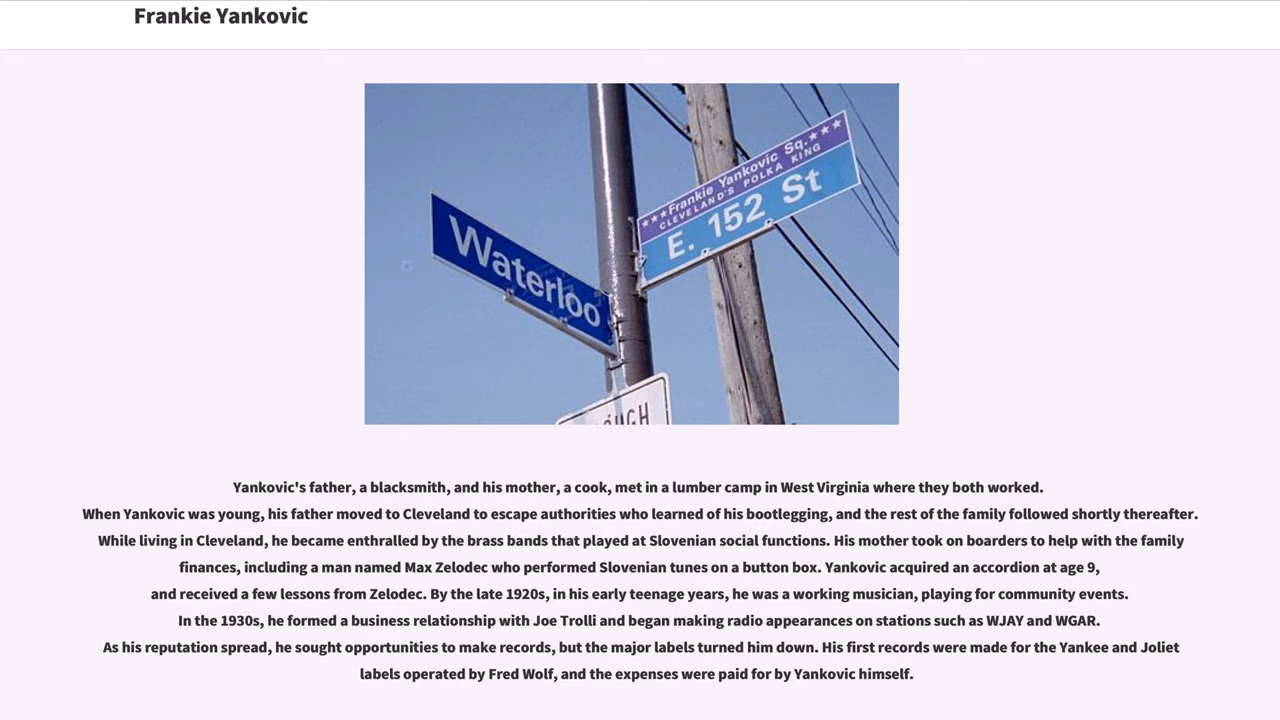 Frankie Yankovic
***Frankie Yankovic Sq.***
CLEVELAND'S POLKA KING
E. 152 St
Waterloo
Yankovic's father, a blacksmith, and his mother, a cook, met in a lumber camp in West Virginia where they both worked.
When Yankovic was young, his father moved to Cleveland to escape authorities who learned of his bootlegging, and the rest of the family followed shortly thereafter.
While living in Cleveland, he became enthralled by the brass bands that played at Slovenian social functions. His mother took on boarders to help with the family
finances, including a man named Max Zelodec who performed Slovenian tunes on a button box. Yankovic acquired an accordion at age 9,
and received a few lessons from Zelodec. By the late 1920s, in his early teenage years, he was a working musician, playing for community events.
In the 1930s, he formed a business relationship with Joe Trolli and began making radio appearances on stations such as WJAY and WGAR.
As his reputation spread, he sought opportunities to make records, but the major labels turned him down. His first records were made for the Yankee and Joliet
labels operated by Fred Wolf, and the expenses were paid for by Yankovic himself.